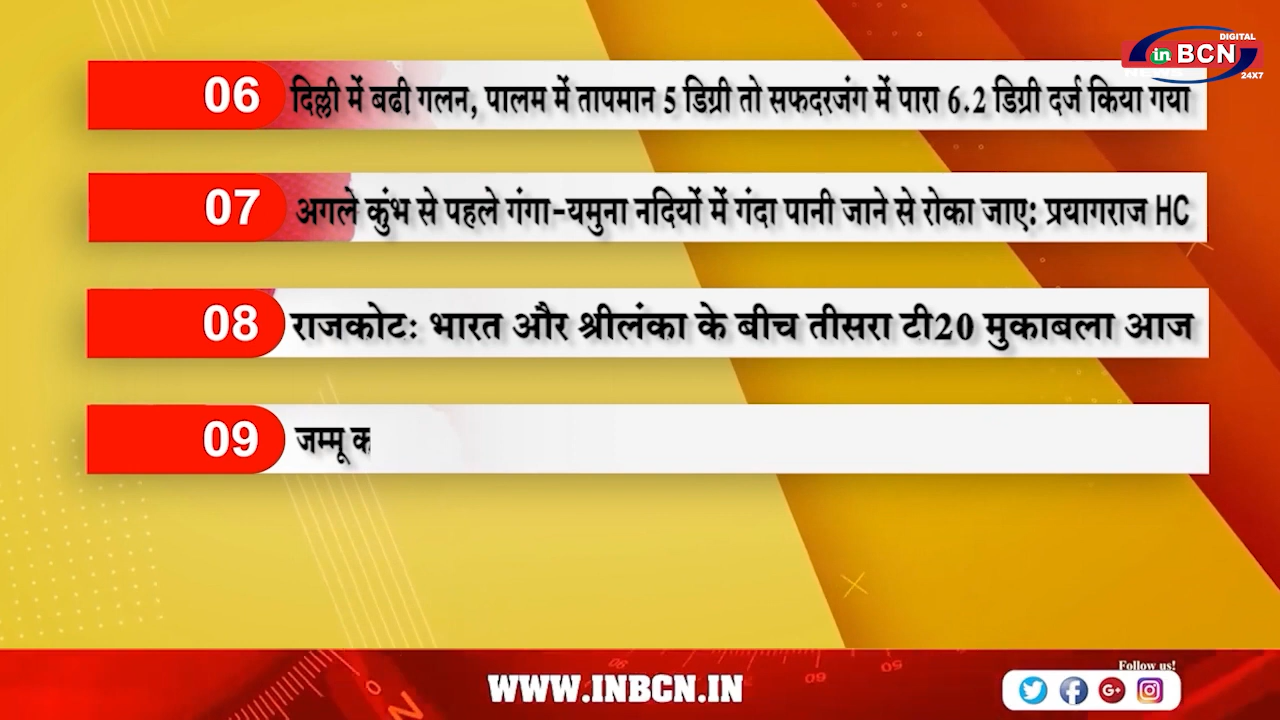 DIGITAL
in BCN
24X7
06 दिल्ली में बढी़ गलन, पालम में तापमान 5 डिग्री तो सफदरजंग में पारा 6.2 डिग्री दर्ज किया गया
07 अगले कुंभ से पहले गंगा-यमुना नदियों में गंदा पानी जाने से रोका जाए: प्रयागराज HC
08 राजकोट: भारत और श्रीलंका के बीच तीसरा टी20 मुकाबला आज
09 जम्मू क
WWW.INBCN.IN
Follow us!